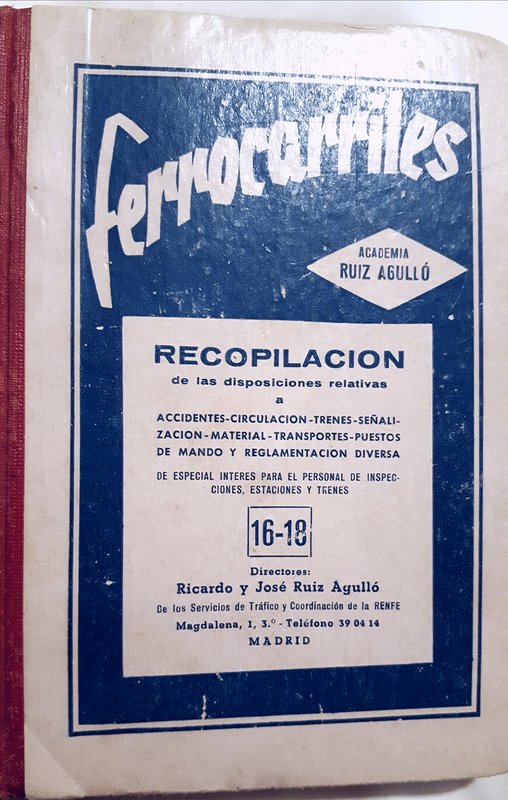 ferrocarriles
ACADEMIA
RUIZ AGULLÓ
RECOPILACION
de las disposiciones relativas
a
ACCIDENTES-CIRCULACION-TRENES-SEÑALI-
ZACION-MATERIAL-TRANSPORTES-PUESTOS
DE MANDO Y REGLAMENTACION DIVERSA
DE ESPECIAL INTERES PARA EL PERSONAL DE INSPEC-
CIONES, ESTACIONES Y TRENES
16-18
Directores:
Ricardo y José Ruiz Agulló
De los Servicios de Tráfico y Coordinación de la RENFE
Magdalena, 1, 3.º - Teléfono 39 04 14
MADRID